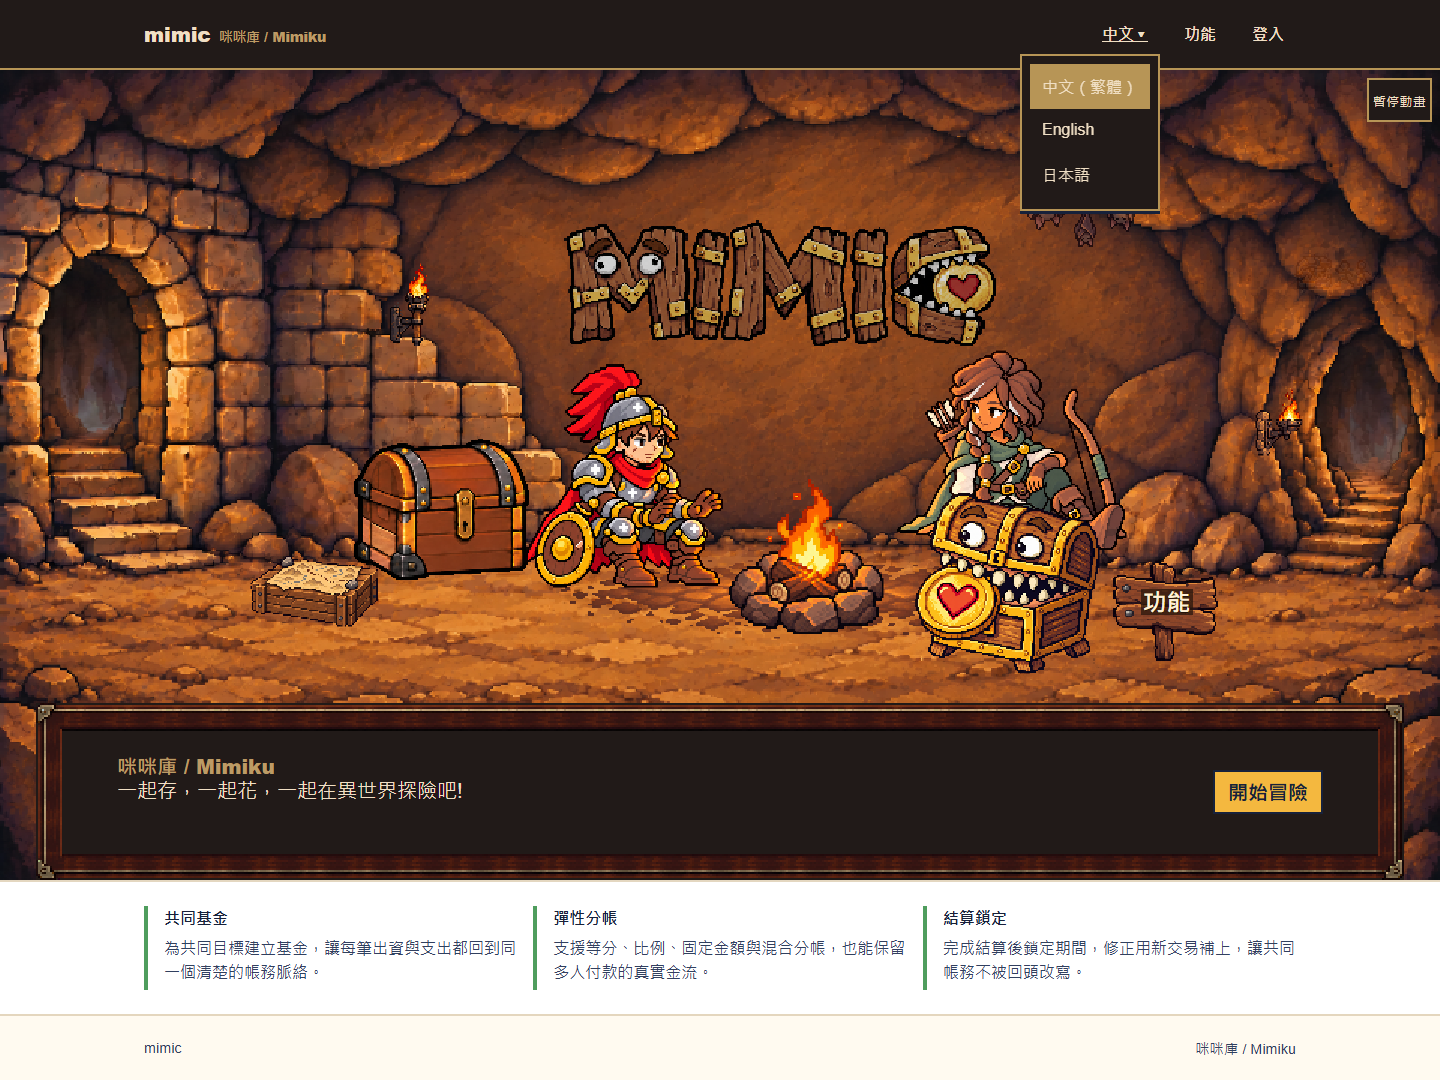 mimic 咪咪庫 / Mimiku
中文 ▾ 功能 登入
中文 ( 繁體 )
English
日本語
暫停動畫
MIMIC
功能
咪咪庫 / Mimiku
一起存，一起花，一起在異世界探險吧!
開始冒險
共同基金
為共同目標建立基金，讓每筆出資與支出都回到同
一個清楚的帳務脈絡。
彈性分帳
支援等分、比例、固定金額與混合分帳，也能保留
多人付款的真實金流。
結算鎖定
完成結算後鎖定期間，修正用新交易補上，讓共同
帳務不被回頭改寫。
mimic
咪咪庫 / Mimiku